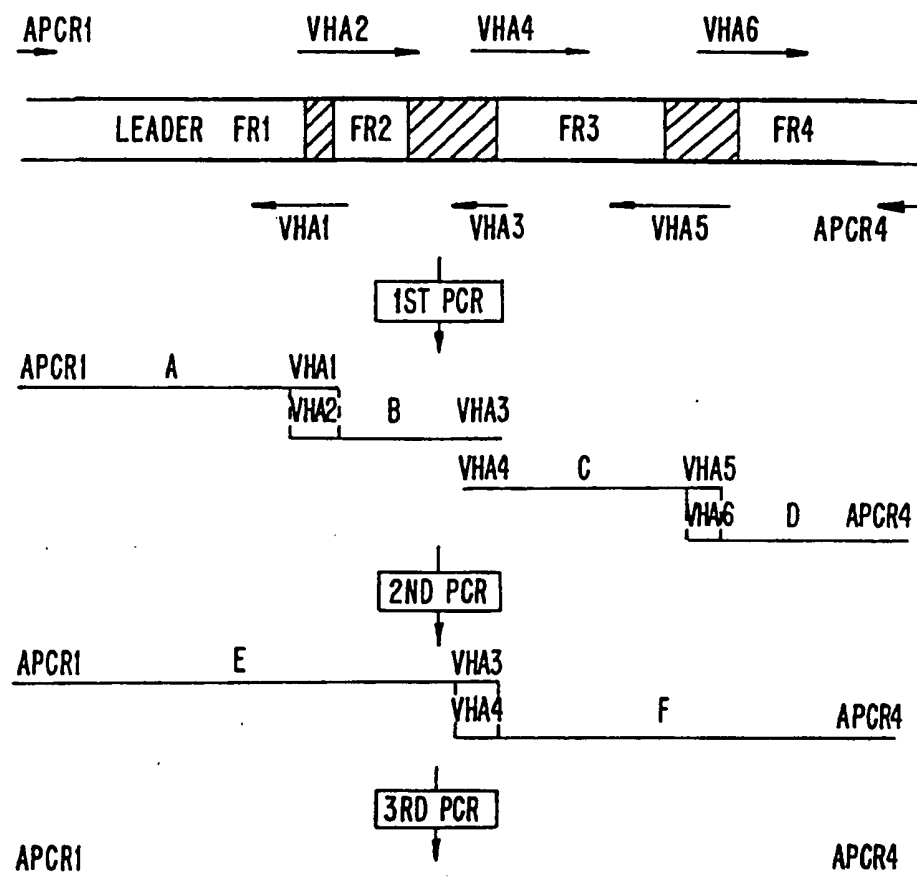 APCR1 VHA2 VHA4 VHA6
LEADER FR1 FR2 FR3 FR4
VHA1 VHA3 VHA5 APCR4
1ST PCR
APCR1 A VHA1
VHA2 B VHA3
VHA4 C VHA5
VHA6 D APCR4
2ND PCR
APCR1 E VHA3
VHA4 F APCR4
3RD PCR
APCR1 APCR4